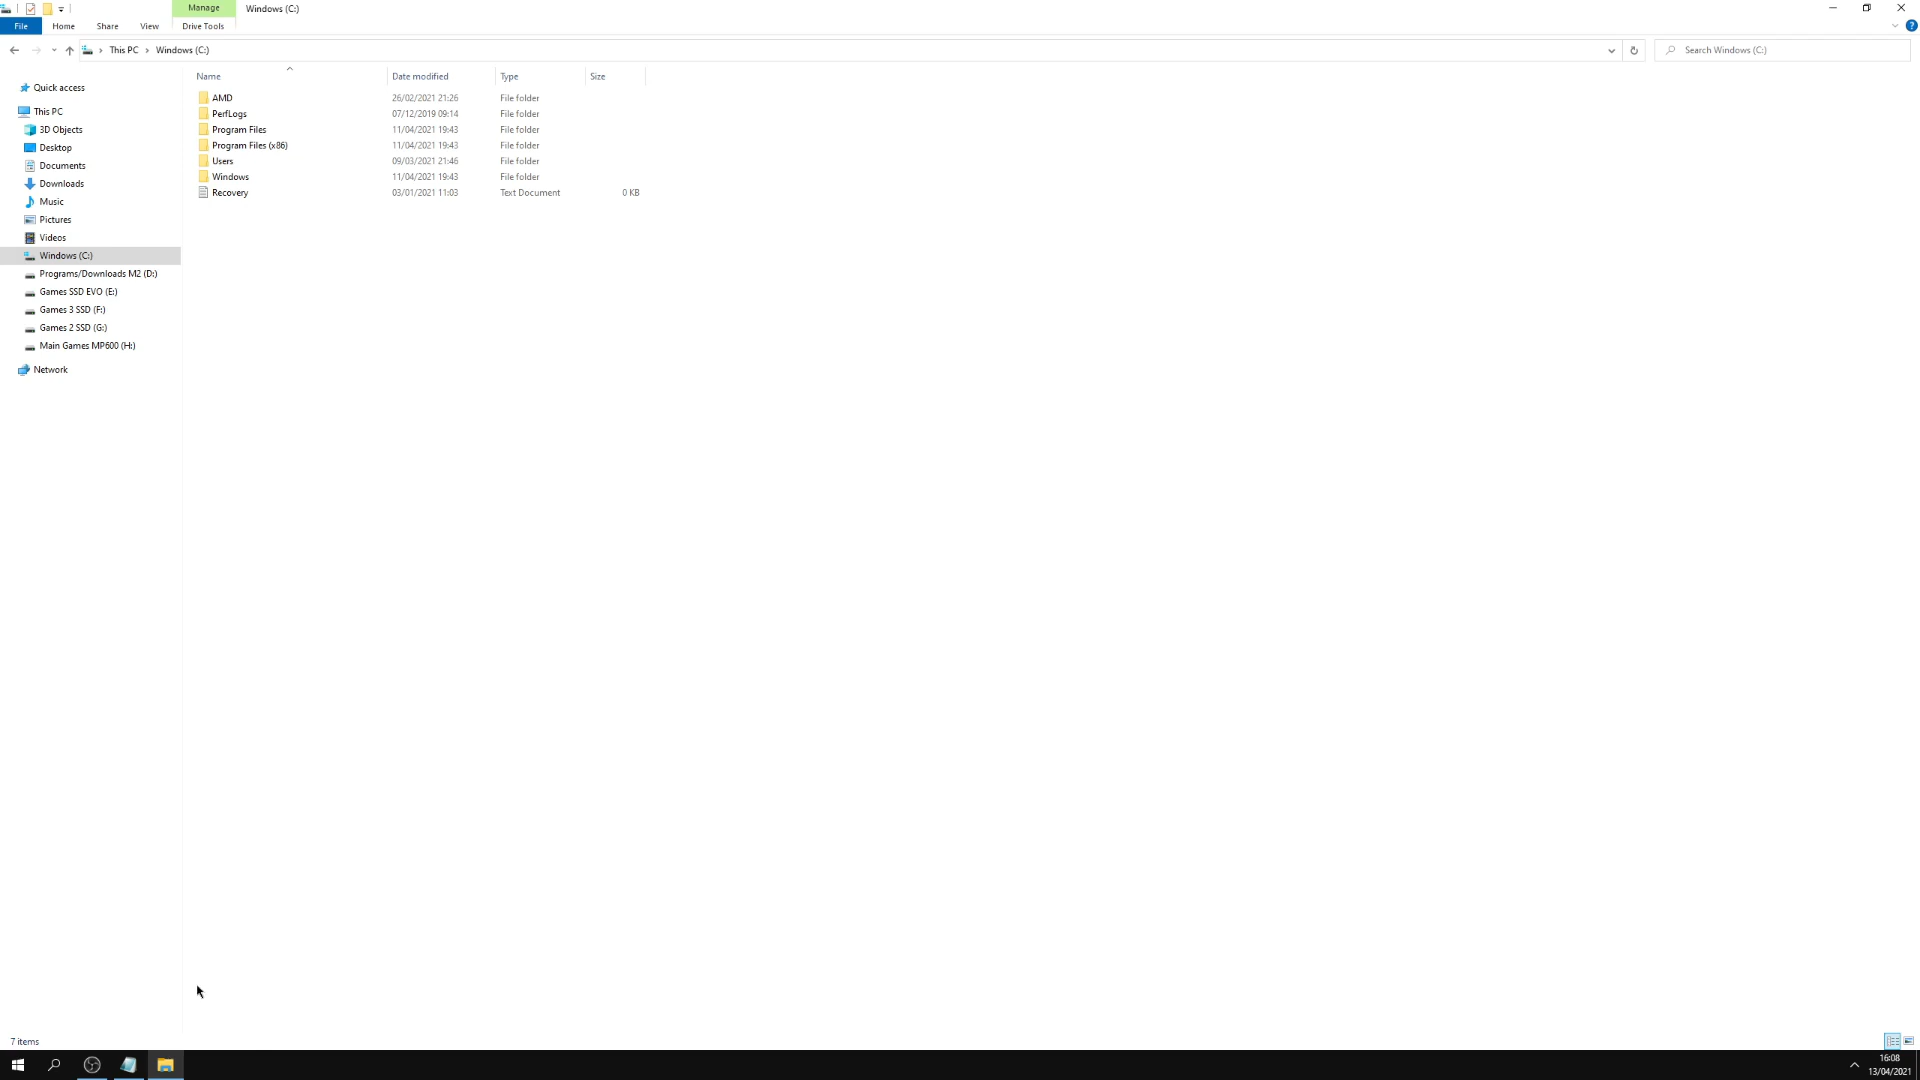 Manage Windows (C:)
File Home Share View Drive Tools
This PC Windows (C:) Search Windows (C:)
Name Date modified Type Size
Quick access
This PC
3D Objects
Desktop
Documents
Downloads
Music
Pictures
Videos
Windows (C:)
Programs/Downloads M2 (D:)
Games SSD EVO (E:)
Games 3 SSD (F:)
Games 2 SSD (G:)
Main Games MP600 (H:)
Network
AMD 26/02/2021 21:26 File folder
PerfLogs 07/12/2019 09:14 File folder
Program Files 11/04/2021 19:43 File folder
Program Files (x86) 11/04/2021 19:43 File folder
Users 09/03/2021 21:46 File folder
Windows 11/04/2021 19:43 File folder
Recovery 03/01/2021 11:03 Text Document 0 KB
7 items
16:08
13/04/2021